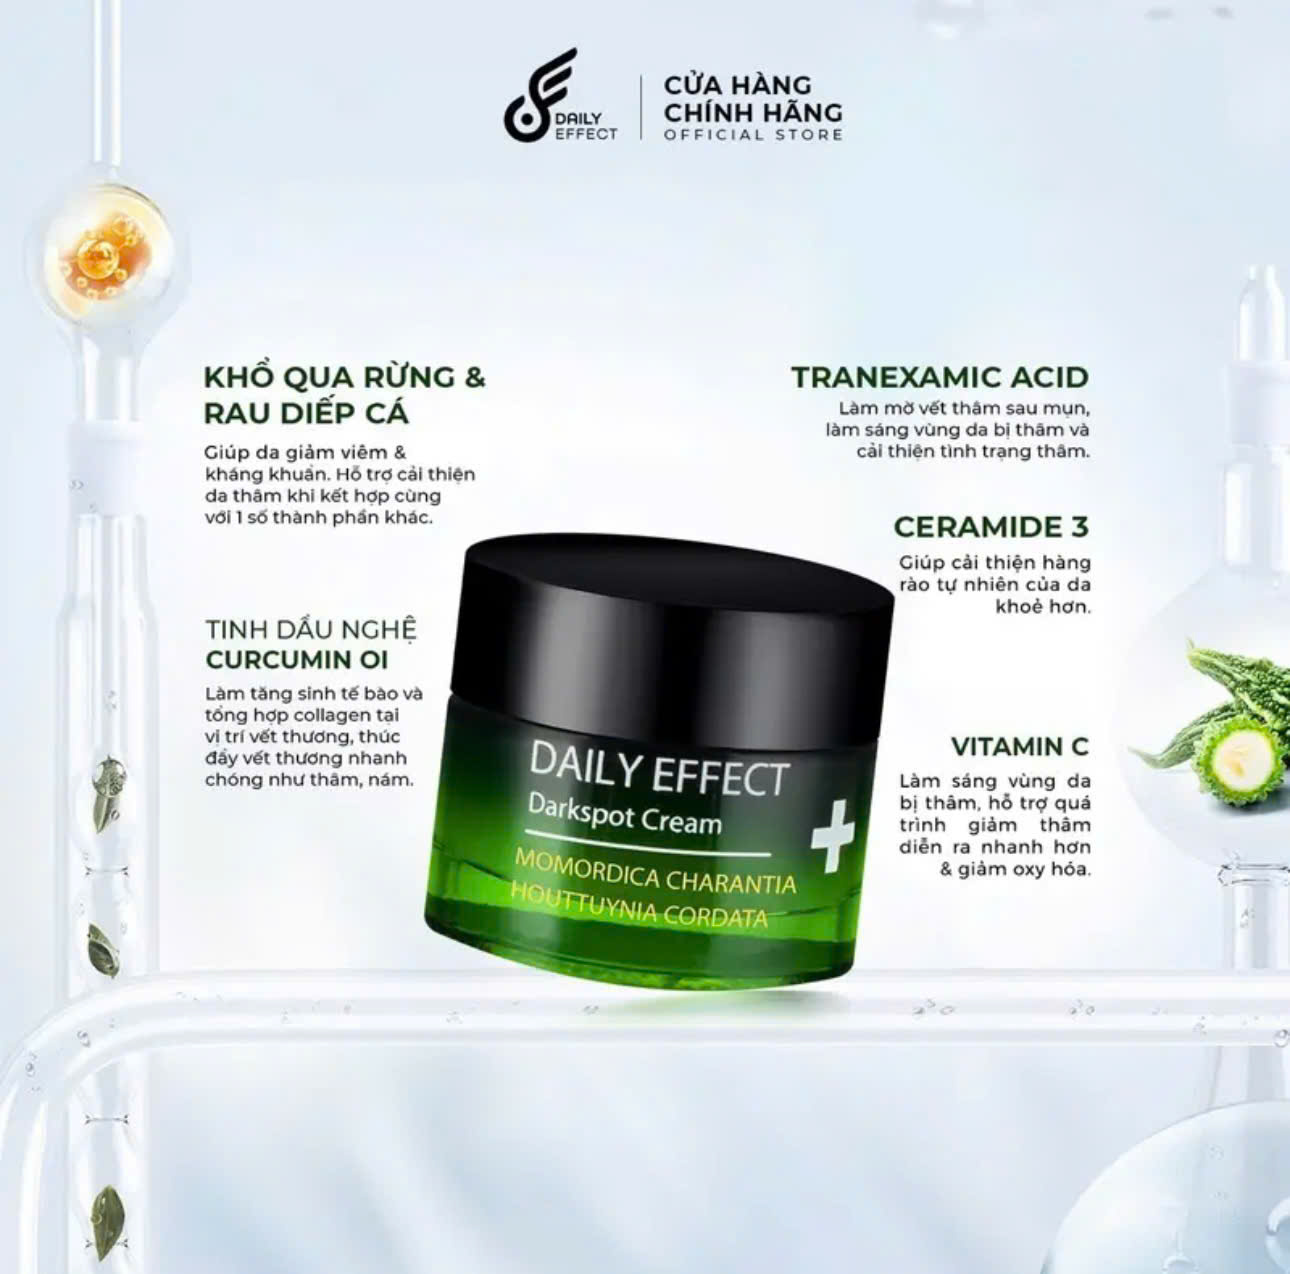 DAILY
EFFECT
CỬA HÀNG
CHÍNH HÃNG
OFFICIAL STORE
KHỔ QUA RỪNG &
RAU DIẾP CÁ
Giúp da giảm viêm &
kháng khuẩn. Hỗ trợ cải thiện
da thâm khi kết hợp cùng
với 1 số thành phần khác.
TINH DẦU NGHỆ
CURCUMIN OI
Làm tăng sinh tế bào và
tổng hợp collagen tại
vị trí vết thương, thúc
đẩy vết thương nhanh
chóng như thâm, nám.
TRANEXAMIC ACID
Làm mờ vết thâm sau mụn,
làm sáng vùng da bị thâm và
cải thiện tình trạng thâm.
CERAMIDE 3
Giúp cải thiện hàng
rào tự nhiên của da
khoẻ hơn.
VITAMIN C
Làm sáng vùng da
bị thâm, hỗ trợ quá
trình giảm thâm
diễn ra nhanh hơn
& giảm oxy hóa.
DAILY EFFECT
Darkspot Cream
MOMORDICA CHARANTIA
HOUTTUYNIA CORDATA